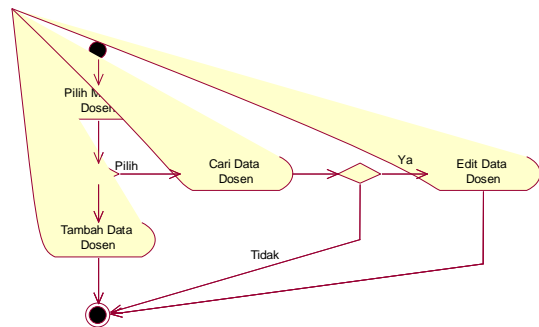 Pilih M
Dosen
Pilih
Cari Data
Dosen
Ya
Edit Data
Dosen
Tambah Data
Dosen
Tidak